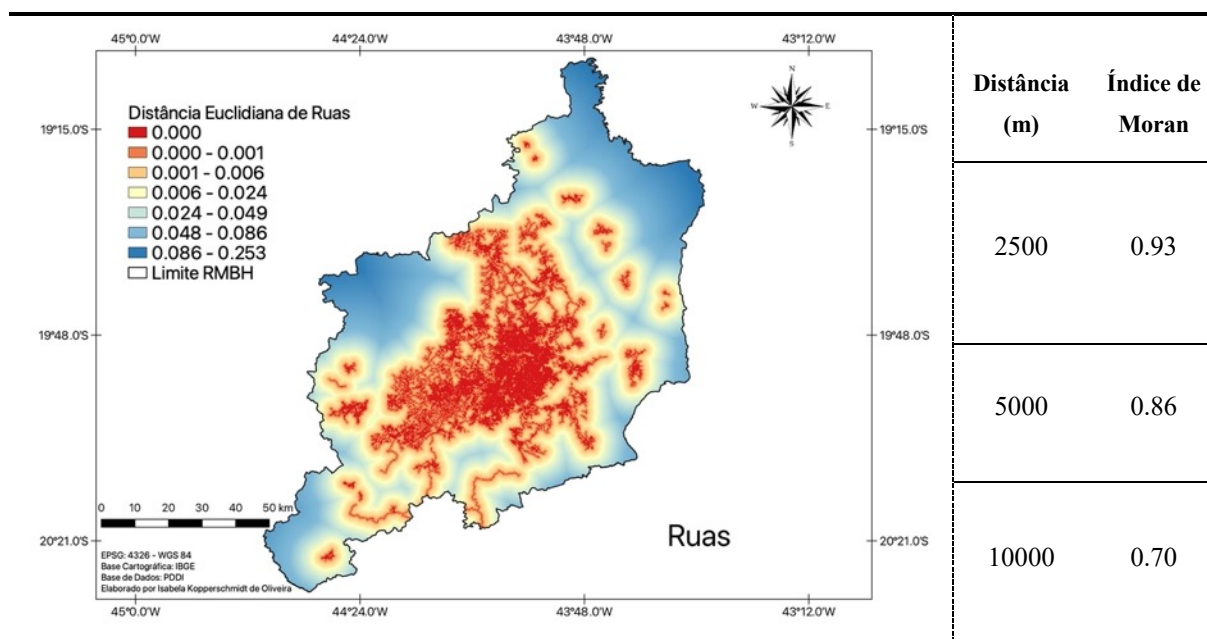 45°0.0'W 44°24.0'W 43°48.0'W 43°12.0'W
N
W E
S
Distância Euclidiana de Ruas
0.000
0.000 - 0.001
0.001 - 0.006
0.006 - 0.024
0.024 - 0.049
0.048 - 0.086
0.086 - 0.253
Limite RMBH
19°15.0'S 19°15.0'S
19°48.0'S 19°48.0'S
20°21.0'S 20°21.0'S
0 10 20 30 40 50 km
Ruas
EPSG: 4326 - WGS 84
Base Cartográfica: IBGE
Base de Dados: PDDI
Elaborado por Isabela Kopperschmidt de Oliveira
45°0.0'W 44°24.0'W 43°48.0'W 43°12.0'W
Distância Índice de
(m) Moran
2500 0.93
5000 0.86
10000 0.70